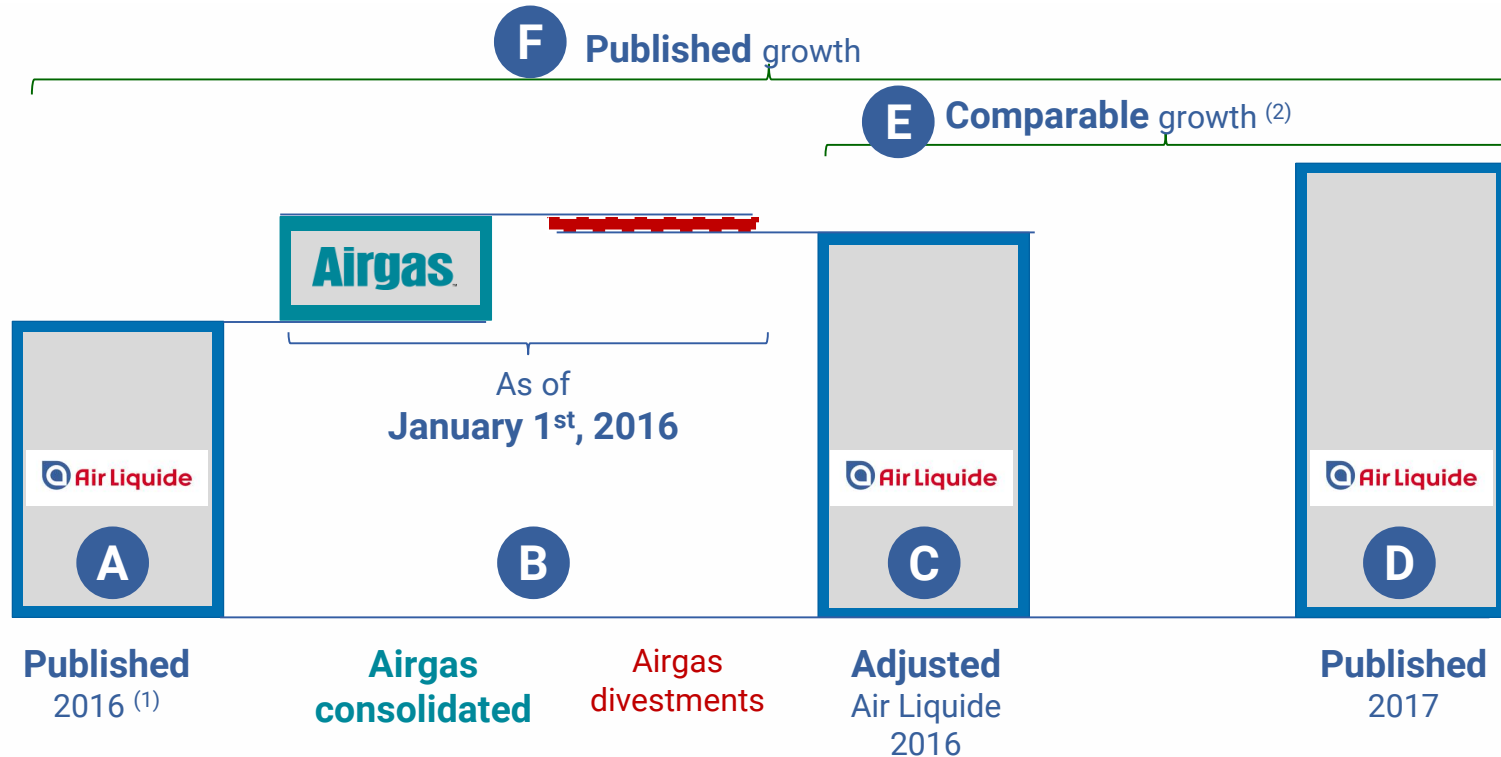 F Published growth
E Comparable growth (2)
Airgas™
As of
January 1st, 2016
Air Liquide
Air Liquide
Air Liquide
A
B
C
D
Published
2016 (1)
Airgas
consolidated
Airgas
divestments
Adjusted
Air Liquide
2016
Published
2017